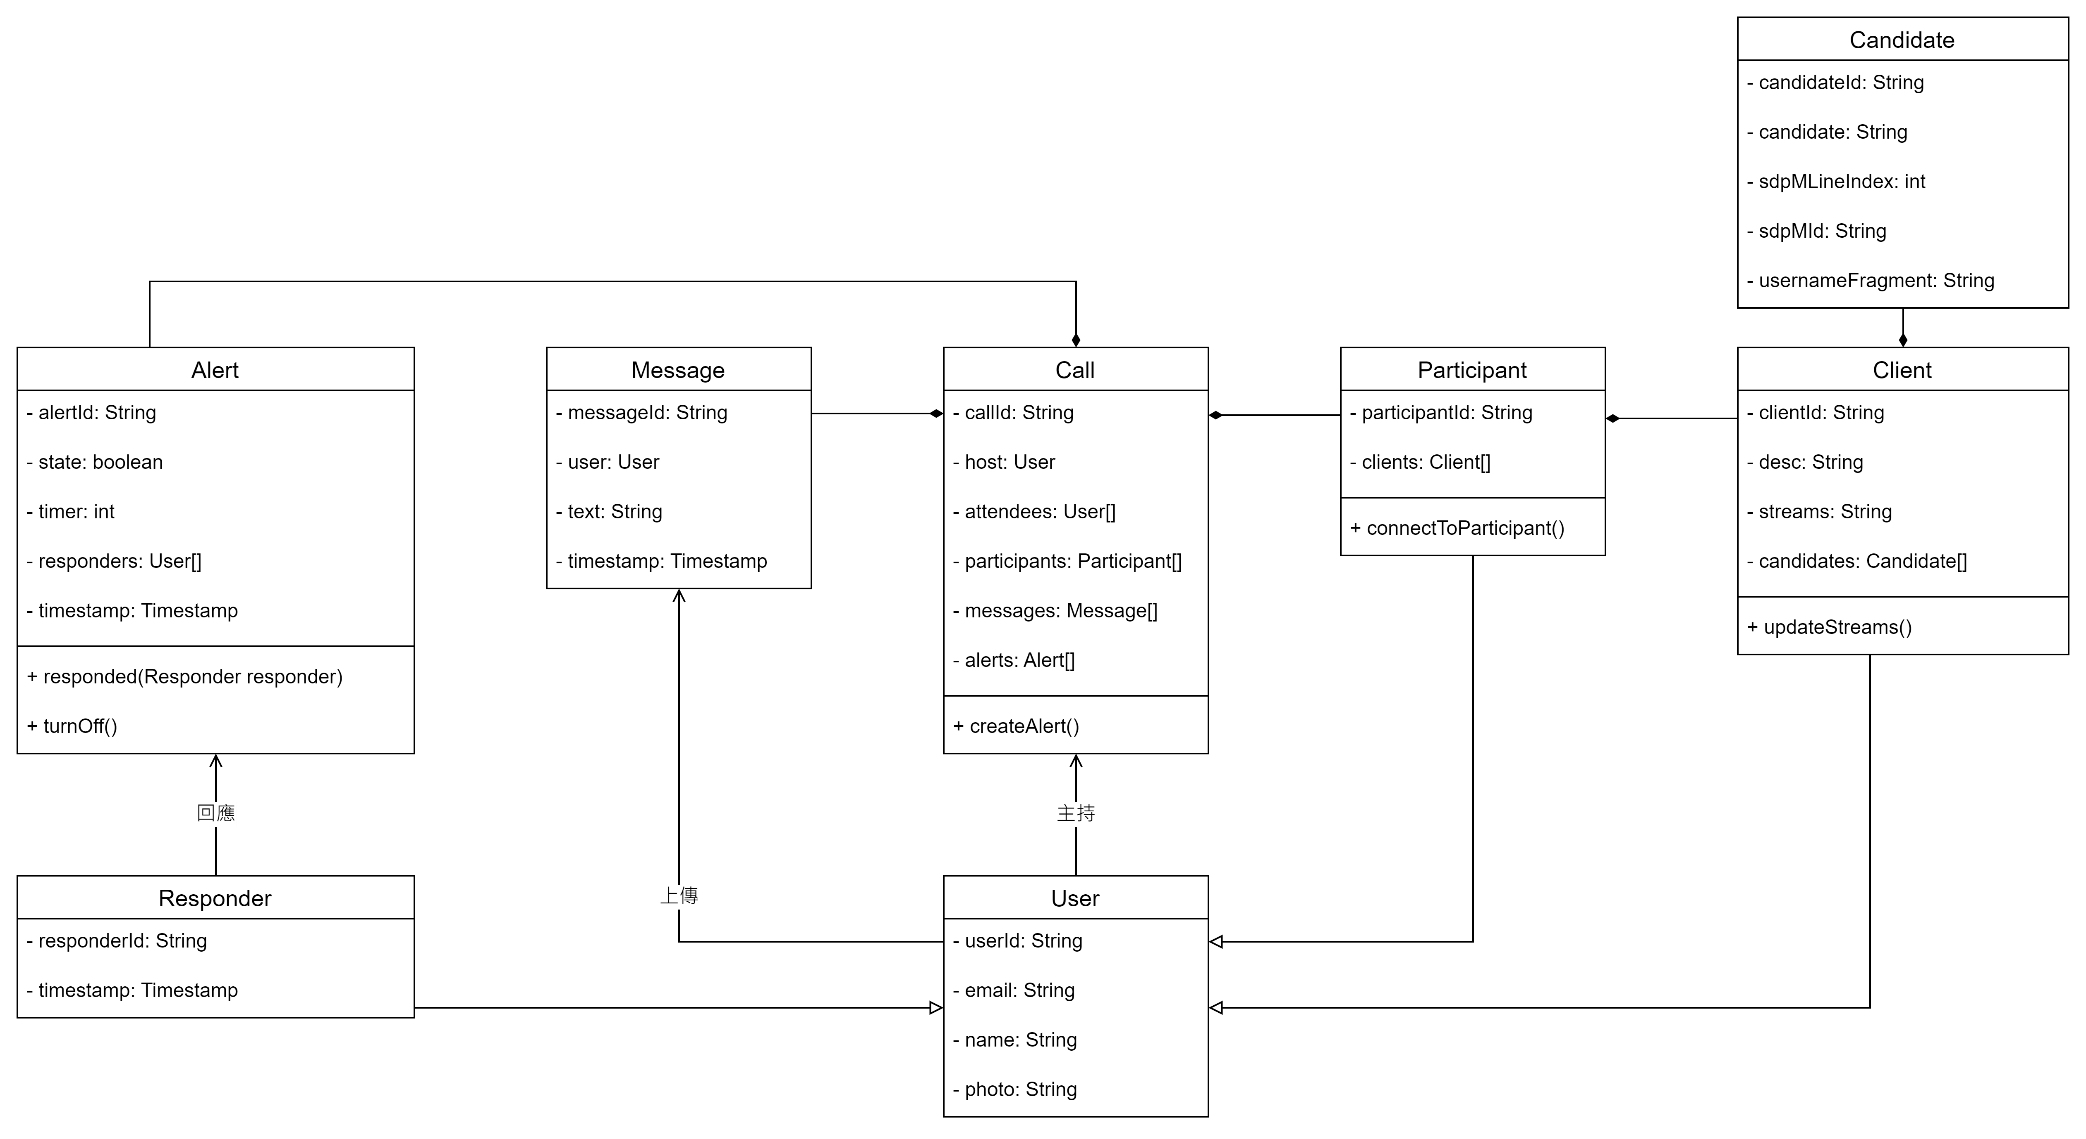 Candidate
- candidateId: String
- candidate: String
- sdpMLineIndex: int
- sdpMId: String
- usernameFragment: String
Alert
- alertId: String
- state: boolean
- timer: int
- responders: User[]
- timestamp: Timestamp
+ responded(Responder responder)
+ turnOff()
Message
- messageId: String
- user: User
- text: String
- timestamp: Timestamp
Call
- callId: String
- host: User
- attendees: User[]
- participants: Participant[]
- messages: Message[]
- alerts: Alert[]
+ createAlert()
Participant
- participantId: String
- clients: Client[]
+ connectToParticipant()
Client
- clientId: String
- desc: String
- streams: String
- candidates: Candidate[]
+ updateStreams()
回應
主持
上傳
Responder
- responderId: String
- timestamp: Timestamp
User
- userId: String
- email: String
- name: String
- photo: String